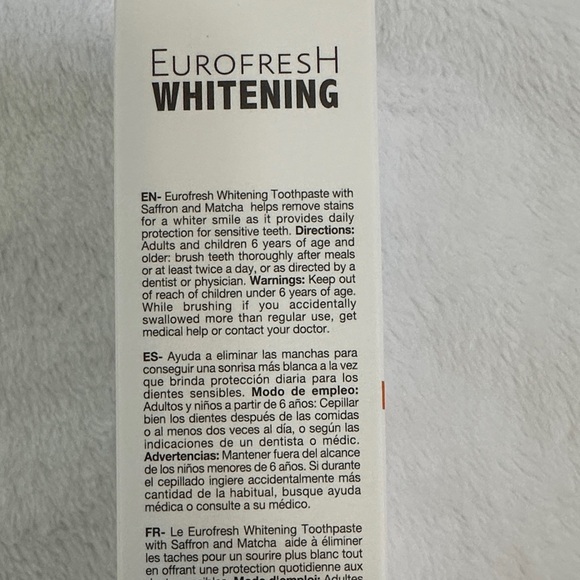 EUROFRESH
WHITENING
EN- Eurofresh Whitening Toothpaste with
Saffron and Matcha helps remove stains
for a whiter smile as it provides daily
protection for sensitive teeth. Directions:
Adults and children 6 years of age and
older: brush teeth thoroughly after meals
or at least twice a day, or as directed by a
dentist or physician. Warnings: Keep out
of reach of children under 6 years of age.
While brushing if you accidentally
swallowed more than regular use, get
medical help or contact your doctor.
ES- Ayuda a eliminar las manchas para
conseguir una sonrisa más blanca a la vez
que brinda protección diaria para los
dientes sensibles. Modo de empleo:
Adultos y niños a partir de 6 años: Cepillar
bien los dientes después de las comidas
o al menos dos veces al día, o según las
indicaciones de un dentista o médic.
Advertencias: Mantener fuera del alcance
de los niños menores de 6 años. Si durante
el cepillado ingiere accidentalmente más
cantidad de la habitual, busque ayuda
médica o consulte a su médico.
FR- Le Eurofresh Whitening Toothpaste
with Saffron and Matcha aide à éliminer
les taches pour un sourire plus blanc tout
en offrant une protection quotidienne aux
Mode d'emploi: Adultes